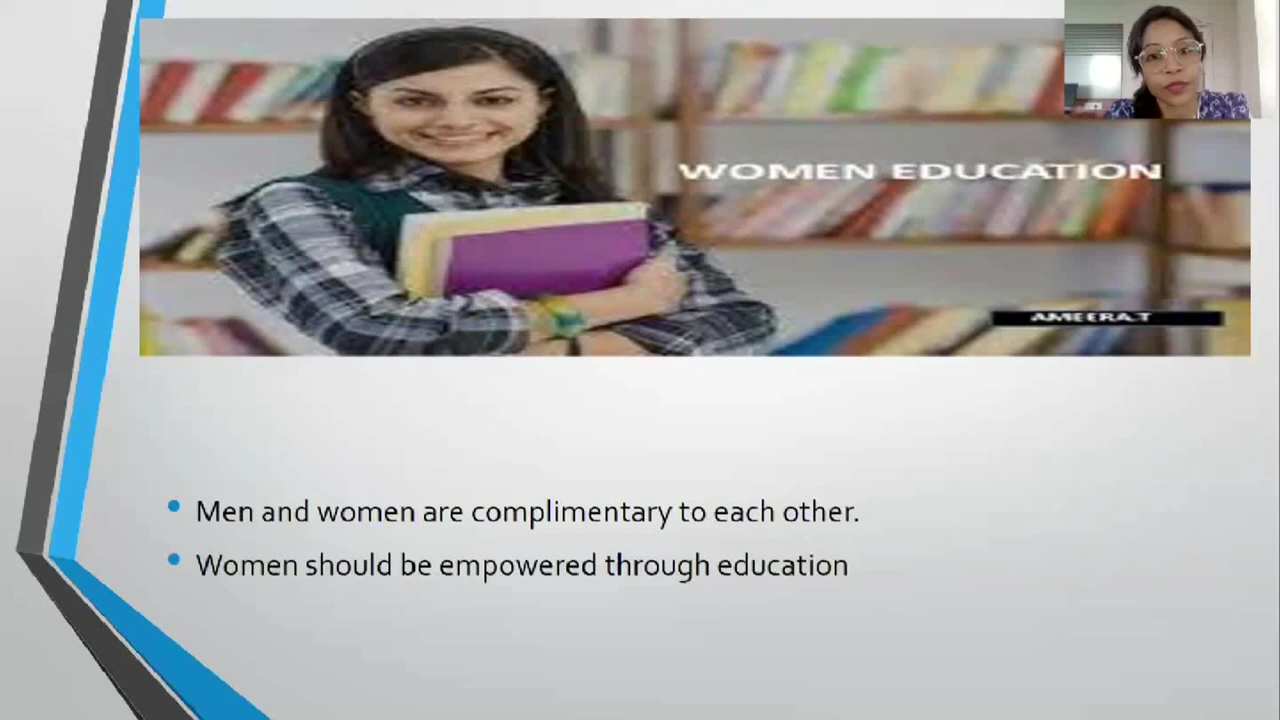 WOMEN EDUCATION
AMEERA.T
Men and women are complimentary to each other.
Women should be empowered through education